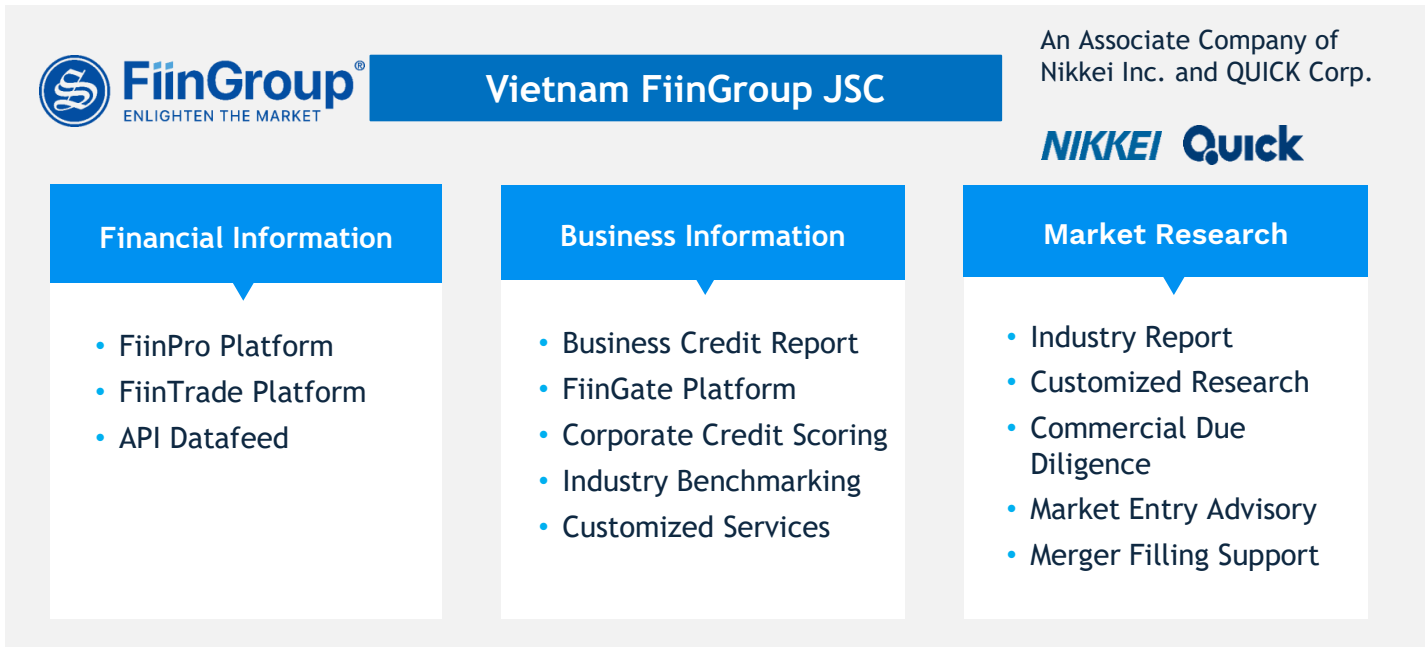 FiinGroup®
ENLIGHTEN THE MARKET
Vietnam FiinGroup JSC
An Associate Company of
Nikkei Inc. and QUICK Corp.
NIKKEI QUICK
Financial Information
• FiinPro Platform
• FiinTrade Platform
• API Datafeed
Business Information
• Business Credit Report
• FiinGate Platform
• Corporate Credit Scoring
• Industry Benchmarking
• Customized Services
Market Research
• Industry Report
• Customized Research
• Commercial Due
Diligence
• Market Entry Advisory
• Merger Filling Support